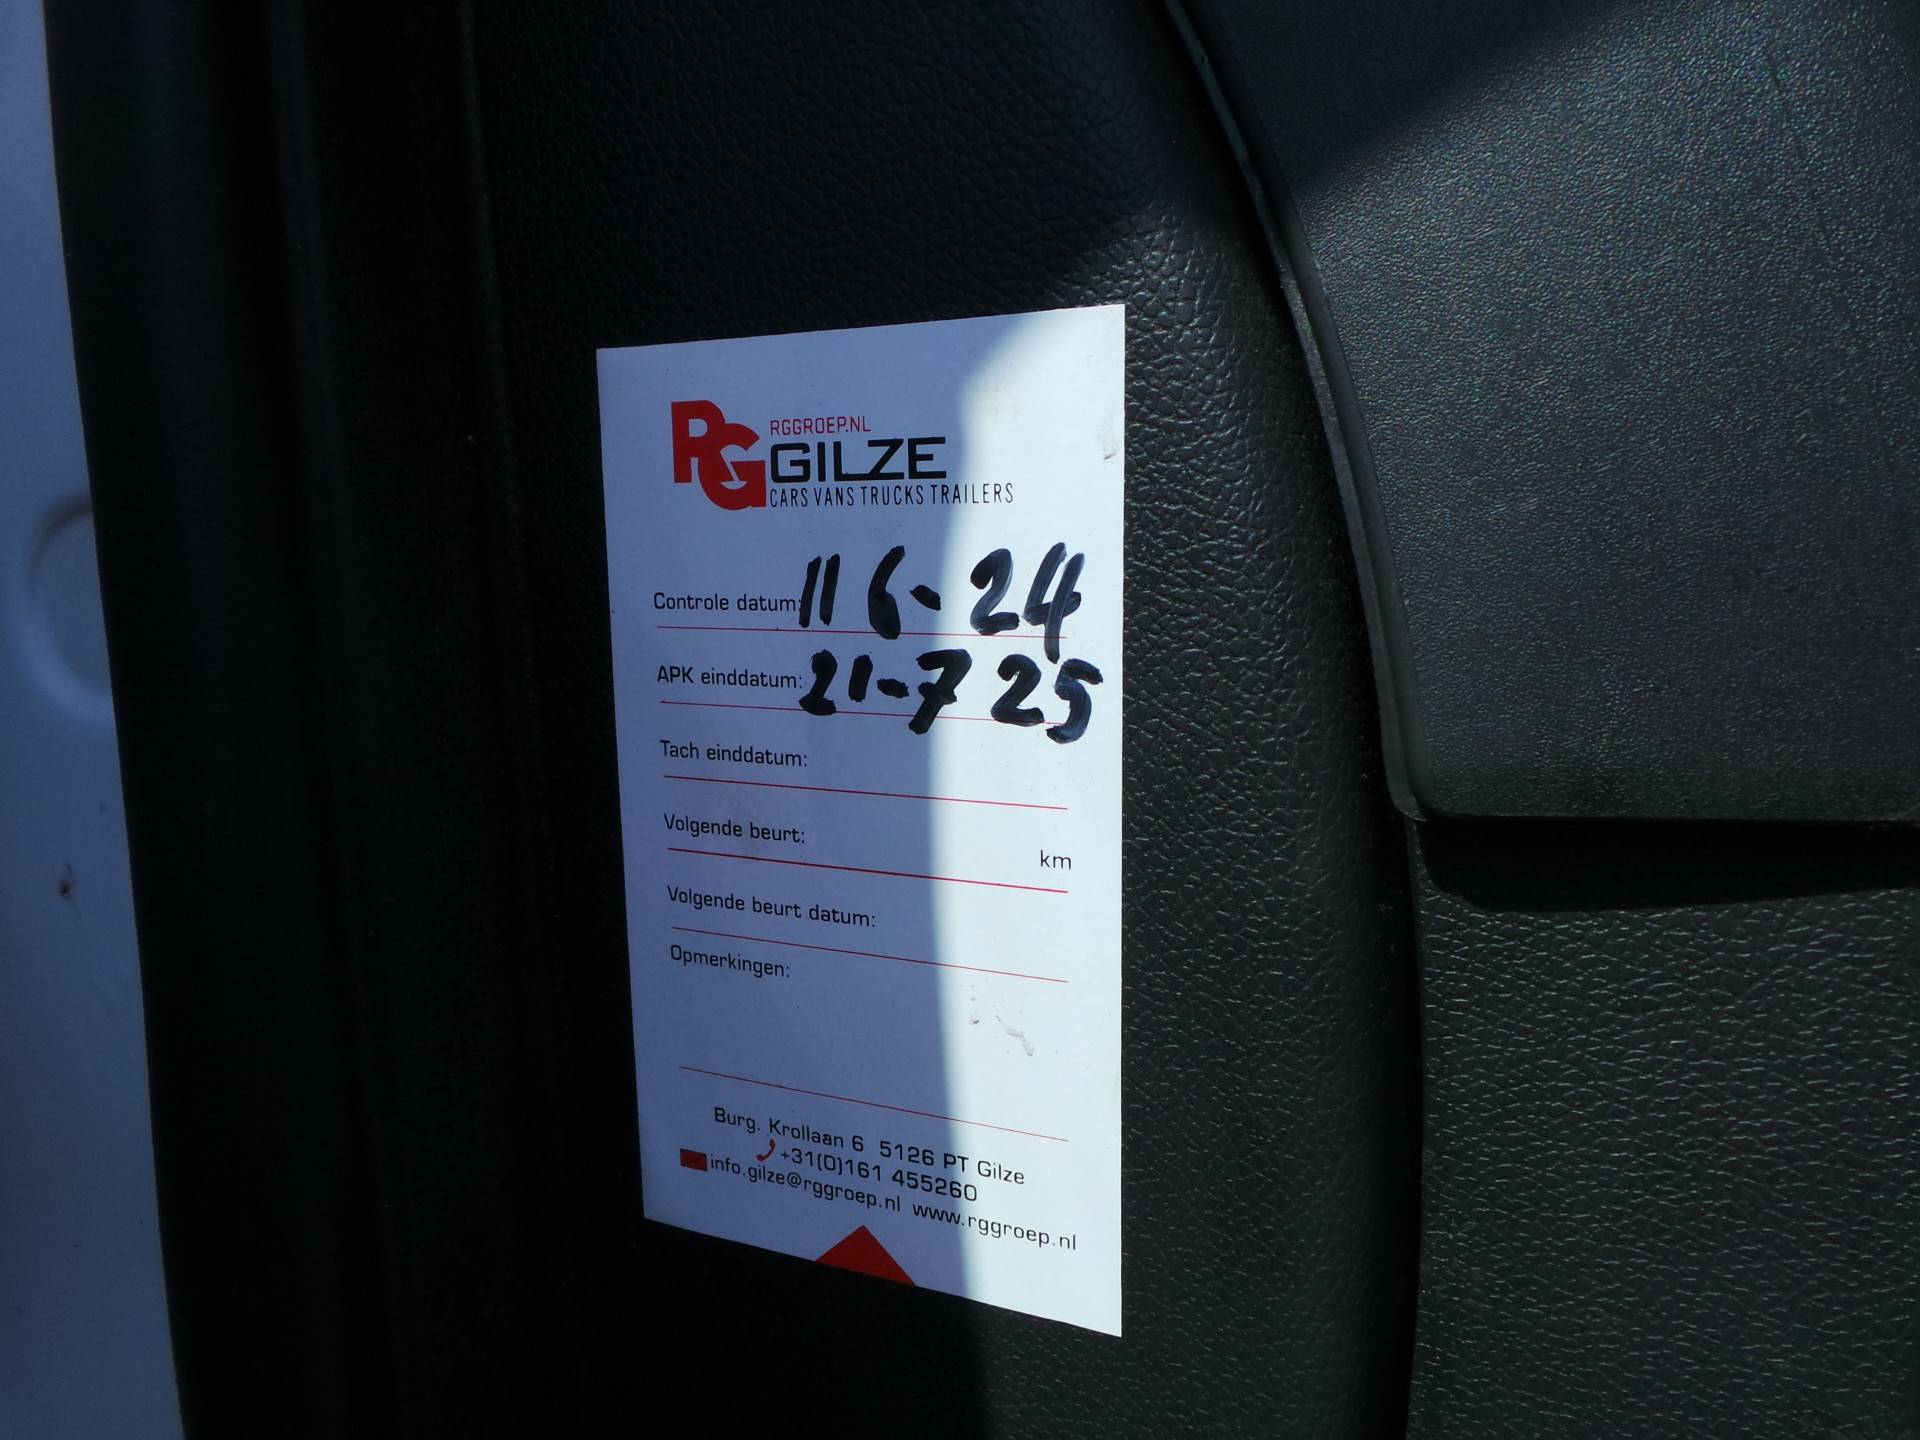 RG
RGGROEP.NL
GILZE
CARS VANS TRUCKS TRAILERS
Controle datum: 11 6-24
APK einddatum: 21-7 25
Tach einddatum:
Volgende beurt: km
Volgende beurt datum:
Opmerkingen:
Burg. Krollaan 6 5126 PT Gilze
+31(0)161 455260
info.gilze@rggroep.nl www.rggroep.nl